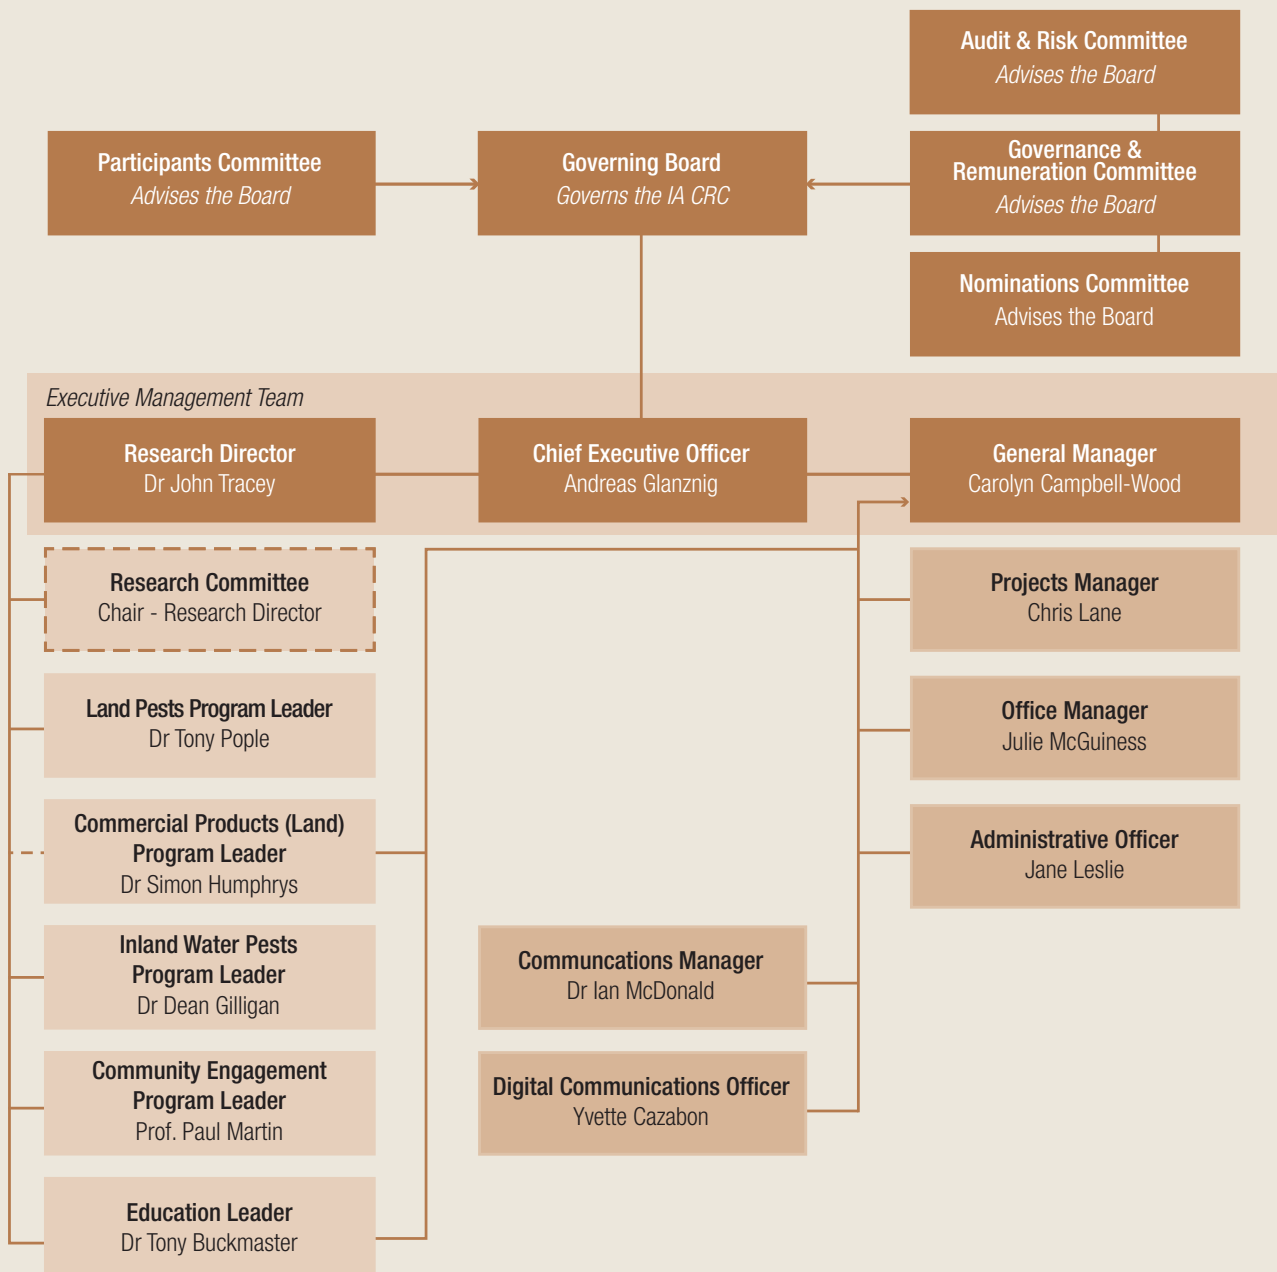 Audit & Risk Committee
Advises the Board
Participants Committee
Advises the Board
Governing Board
Governs the IA CRC
Governance &
Remuneration Committee
Advises the Board
Nominations Committee
Advises the Board
Executive Management Team
Research Director
Dr John Tracey
Chief Executive Officer
Andreas Glanznig
General Manager
Carolyn Campbell-Wood
Research Committee
Chair - Research Director
Land Pests Program Leader
Dr Tony Pople
Commercial Products (Land)
Program Leader
Dr Simon Humphrys
Inland Water Pests
Program Leader
Dr Dean Gilligan
Community Engagement
Program Leader
Prof. Paul Martin
Education Leader
Dr Tony Buckmaster
Communcations Manager
Dr Ian McDonald
Digital Communications Officer
Yvette Cazabon
Projects Manager
Chris Lane
Office Manager
Julie McGuiness
Administrative Officer
Jane Leslie